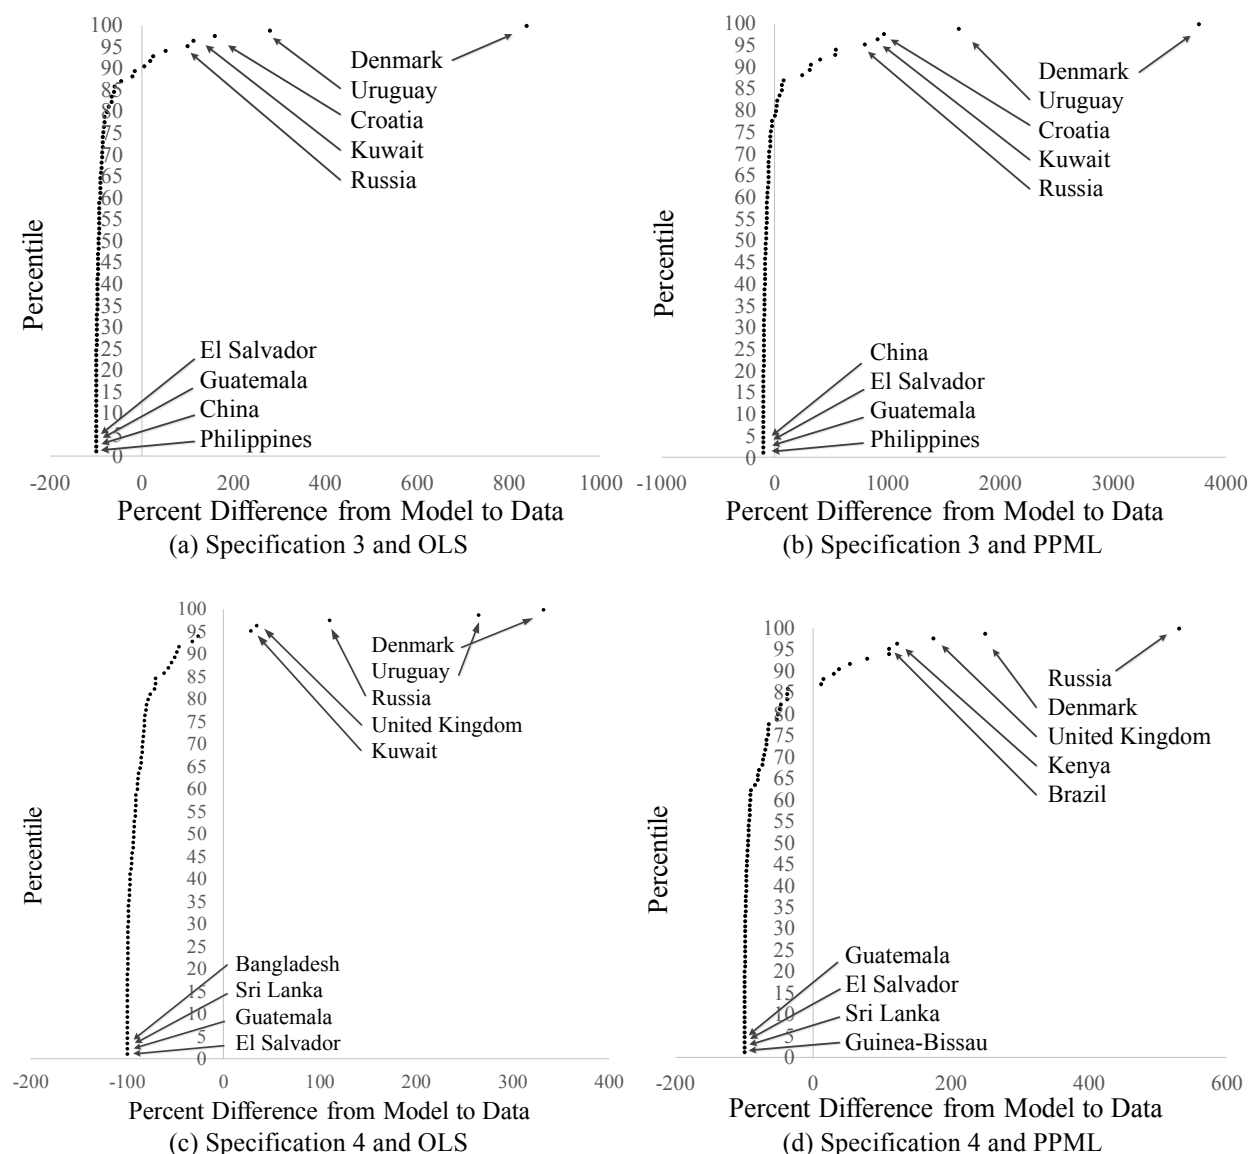 100
95
90
85
80
75
70
65
60
55
50
45
40
35
30
25
20
15
10
5
0
Percentile
Denmark
Uruguay
Croatia
Kuwait
Russia
El Salvador
Guatemala
China
Philippines
-200 0 200 400 600 800 1000
Percent Difference from Model to Data
(a) Specification 3 and OLS
100
95
90
85
80
75
70
65
60
55
50
45
40
35
30
25
20
15
10
5
0
Percentile
Denmark
Uruguay
Croatia
Kuwait
Russia
China
El Salvador
Guatemala
Philippines
-1000 0 1000 2000 3000 4000
Percent Difference from Model to Data
(b) Specification 3 and PPML
100
95
90
85
80
75
70
65
60
55
50
45
40
35
30
25
20
15
10
5
0
Percentile
Denmark
Uruguay
Russia
United Kingdom
Kuwait
Bangladesh
Sri Lanka
Guatemala
El Salvador
-200 -100 0 100 200 300 400
Percent Difference from Model to Data
(c) Specification 4 and OLS
100
95
90
85
80
75
70
65
60
55
50
45
40
35
30
25
20
15
10
5
0
Percentile
Russia
Denmark
United Kingdom
Kenya
Brazil
Guatemala
El Salvador
Sri Lanka
Guinea-Bissau
-200 0 200 400 600
Percent Difference from Model to Data
(d) Specification 4 and PPML